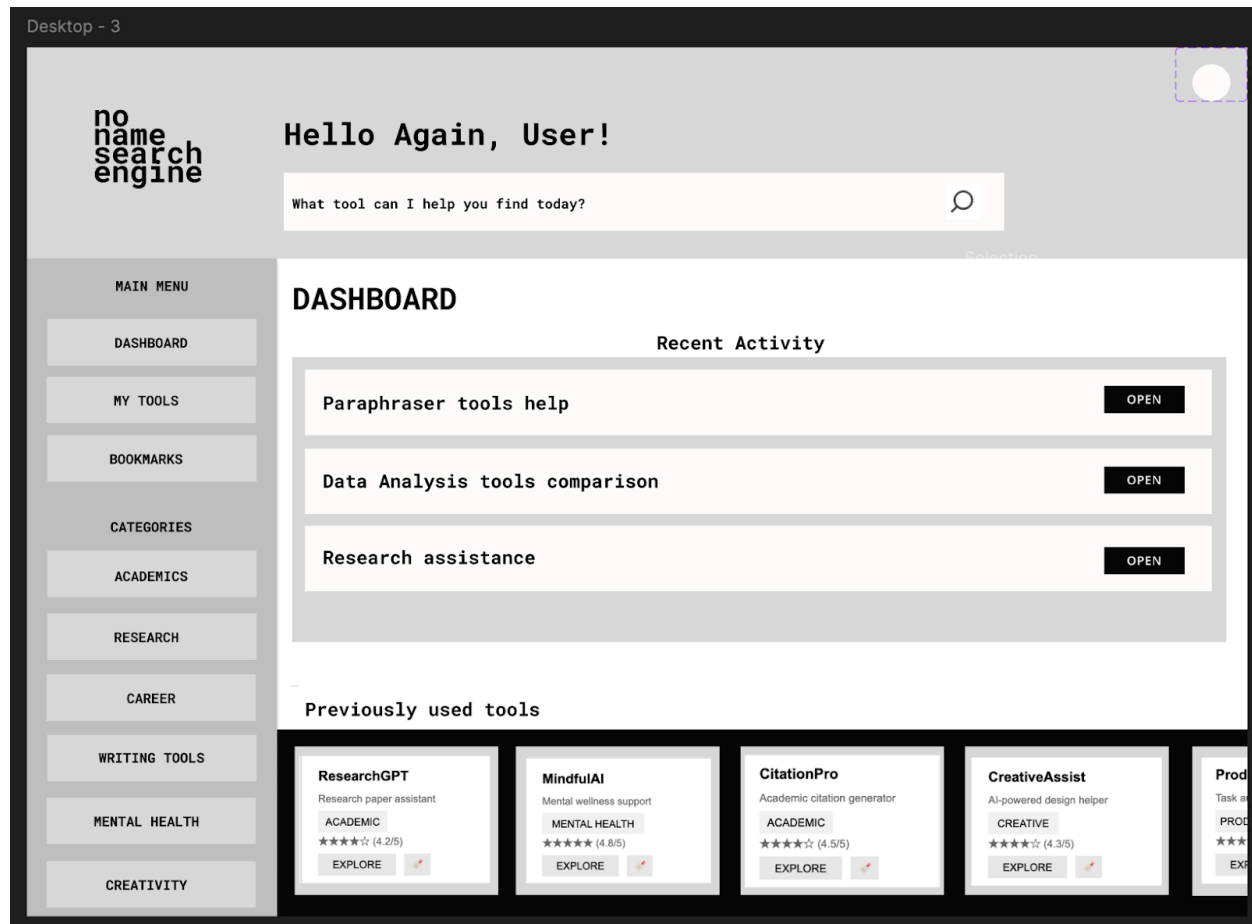 Desktop - 3
no
name
search
engine
Hello Again, User!
What tool can I help you find today?
Selection
MAIN MENU
DASHBOARD
MY TOOLS
BOOKMARKS
CATEGORIES
ACADEMICS
RESEARCH
CAREER
WRITING TOOLS
MENTAL HEALTH
CREATIVITY
DASHBOARD
Recent Activity
Paraphraser tools help
OPEN
Data Analysis tools comparison
OPEN
Research assistance
OPEN
Previously used tools
ResearchGPT
Research paper assistant
ACADEMIC
★★★★☆ (4.2/5)
EXPLORE
MindfulAI
Mental wellness support
MENTAL HEALTH
★★★★★ (4.8/5)
EXPLORE
CitationPro
Academic citation generator
ACADEMIC
★★★★☆ (4.5/5)
EXPLORE
CreativeAssist
AI-powered design helper
CREATIVE
★★★★☆ (4.3/5)
EXPLORE
Prod
Task
PROD
★★★